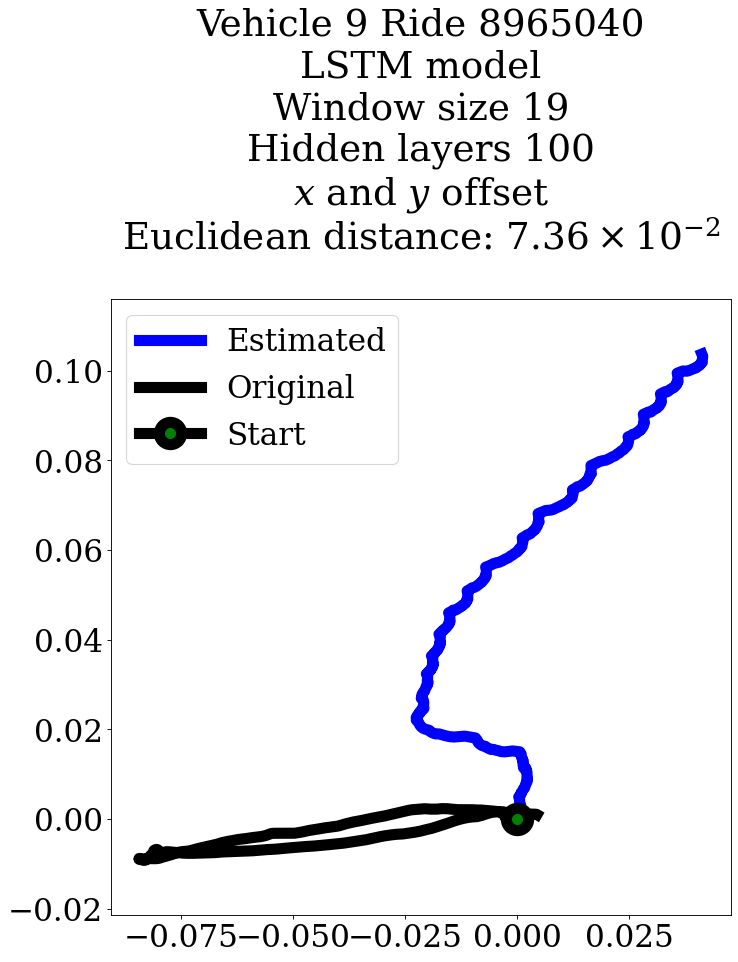 Vehicle 9 Ride 8965040
LSTM model
Window size 19
Hidden layers 100
x and y offset
Euclidean distance: 7.36 × 10⁻²
Estimated
Original
Start
0.10
0.08
0.06
0.04
0.02
0.00
−0.02
−0.075 −0.050 −0.025 0.000 0.025